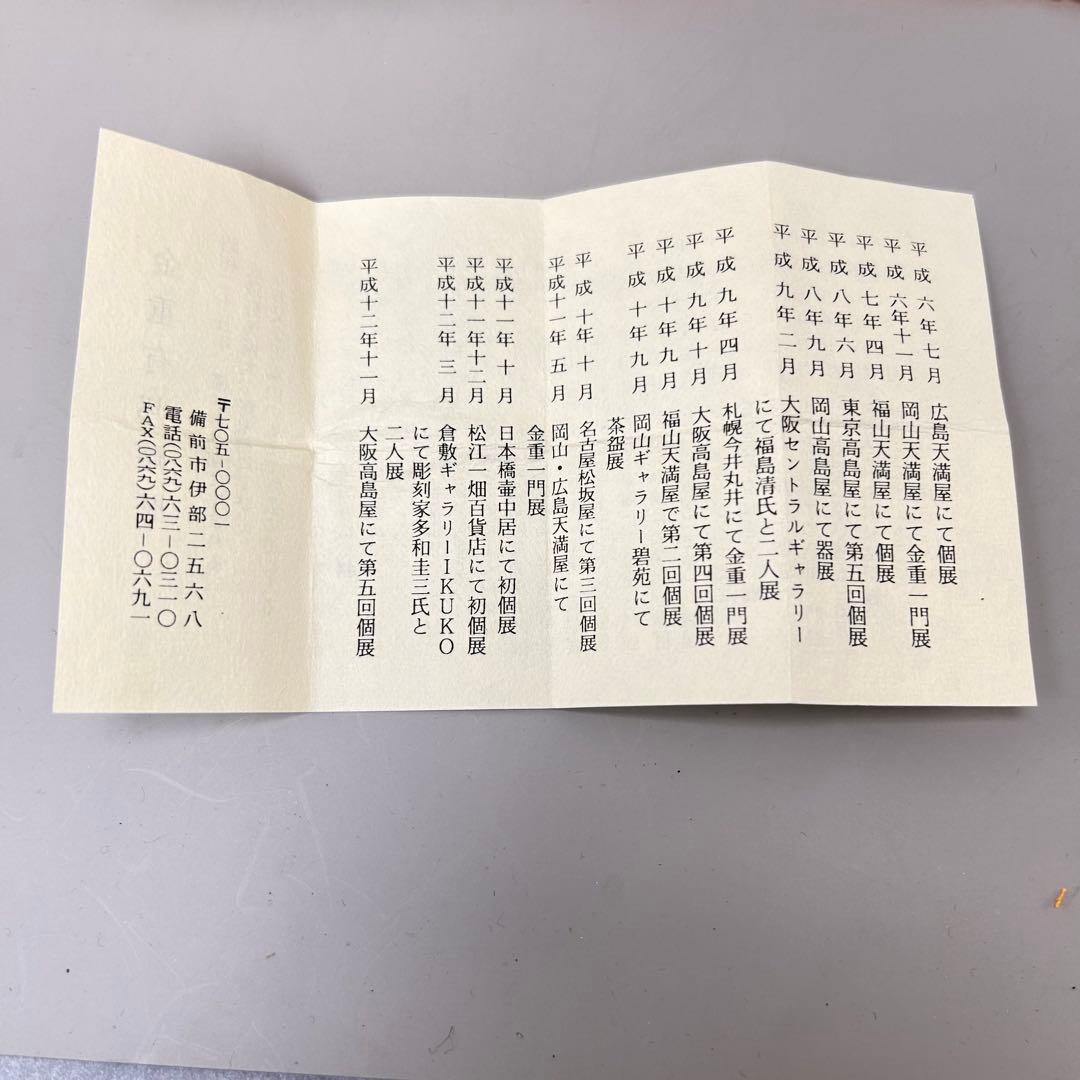 平成六年七月 広島天満屋にて個展
平成六年十一月 岡山天満屋にて金重一門展
平成七年四月 福山天満屋にて個展
平成八年六月 東京高島屋にて第五回個展
平成八年九月 岡山高島屋にて器展
平成九年二月 大阪セントラルギャラリー
にて福島清氏と二人展
平成九年四月 札幌今井丸井にて金重一門展
平成九年十月 大阪高島屋にて第四回個展
平成十年九月 福山天満屋で第二回個展
平成十年九月 岡山ギャラリー碧苑にて
茶盌展
平成十年十月 名古屋松坂屋にて第三回個展
平成十一年五月 岡山・広島天満屋にて
金重一門展
平成十一年十月 日本橋壷中居にて初個展
平成十一年十二月 松江一畑百貨店にて初個展
平成十二年三月 倉敷ギャラリーIKUKO
にて彫刻家多和圭三氏と
二人展
平成十二年十一月 大阪高島屋にて第五回個展
〒七〇五-〇〇〇一
備前市伊部二五六八
電話(〇八六九)六三-〇三一〇
FAX(〇八六九)六四-〇六九一